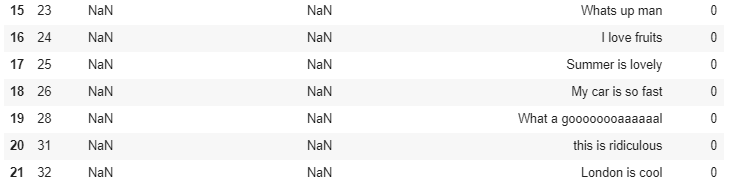 15 23 NaN NaN Whats up man 0
16 24 NaN NaN I love fruits 0
17 25 NaN NaN Summer is lovely 0
18 26 NaN NaN My car is so fast 0
19 28 NaN NaN What a goooooooaaaaaal 0
20 31 NaN NaN this is ridiculous 0
21 32 NaN NaN London is cool 0